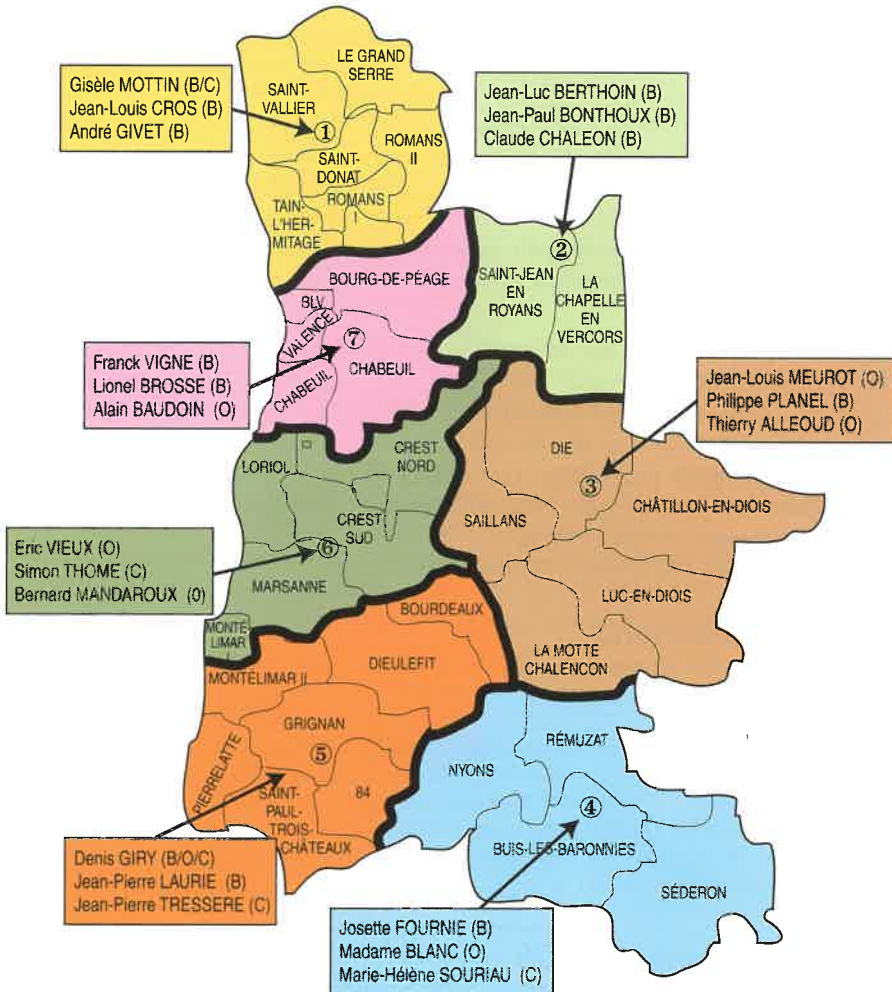 LE GRAND
SERRE
Gisèle MOTTIN (B/C)
Jean-Louis CROS (B)
André GIVET (B)
SAINT-
VALLIER
①
ROMANS
II
SAINT-
DONAT
ROMANS
I
TAIN-
L'HER-
MITAGE
Jean-Luc BERTHOIN (B)
Jean-Paul BONTHOUX (B)
Claude CHALEON (B)
②
SAINT-JEAN
EN
ROYANS
LA
CHAPELLE
EN
VERCORS
BOURG-DE-PÉAGE
BLV
VALENCE
⑦
CHABEUIL
CHABEUIL
Franck VIGNE (B)
Lionel BROSSE (B)
Alain BAUDOIN (O)
Jean-Louis MEUROT (O)
Philippe PLANEL (B)
Thierry ALLEOUD (O)
DIE
③
CHÂTILLON-EN-DIOIS
SAILLANS
LUC-EN-DIOIS
LA MOTTE
CHALENCON
LORIOL
CREST
NORD
CREST
SUD
⑥
MARSANNE
MONTÉ-
LIMAR
I
Eric VIEUX (O)
Simon THOME (C)
Bernard MANDAROUX (0)
BOURDEAUX
DIEULEFIT
MONTÉLIMAR II
GRIGNAN
⑤
PIERRELATTE
84
SAINT-
PAUL-
TROIS-
CHÂTEAUX
Denis GIRY (B/O/C)
Jean-Pierre LAURIE (B)
Jean-Pierre TRESSERE (C)
RÉMUZAT
NYONS
④
BUIS-LES-BARONNIES
SÉDERON
Josette FOURNIE (B)
Madame BLANC (O)
Marie-Hélène SOURIAU (C)